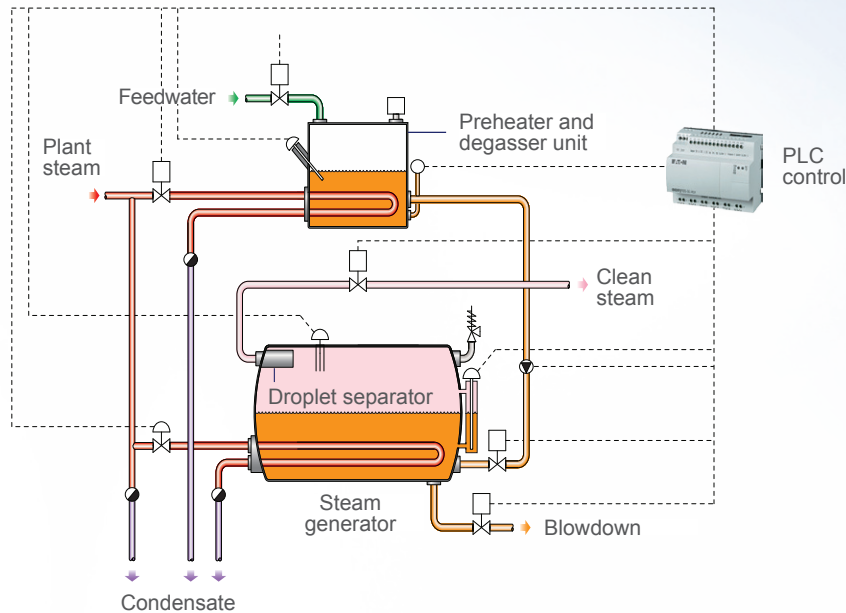 Feedwater
Plant
steam
Preheater and
degasser unit
PLC
control
Clean
steam
Droplet separator
Steam
generator
Blowdown
Condensate